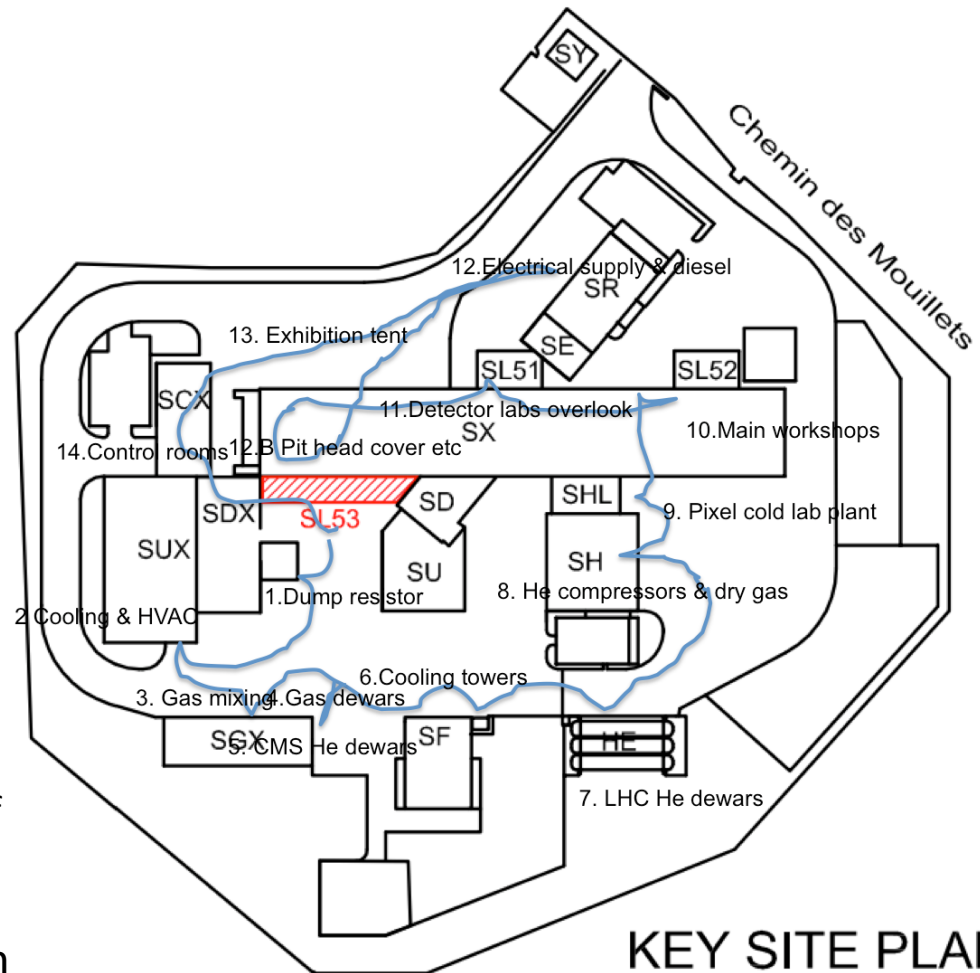 SY
Chemin des Mouillets
12.Electrical supply & diesel
SR
13. Exhibition tent
SE
SL51
SL52
SCX
11.Detector labs overlook
SX
10.Main workshops
14.Control rooms
12.B Pit head cover etc
SD
SHL
SDX
SL53
9. Pixel cold lab plant
SUX
SU
SH
1.Dump resistor
8. He compressors & dry gas
2 Cooling & HVAC
6.Cooling towers
3. Gas mixing
4.Gas dewars
SGX
5. CMS He dewars
SF
HE
7. LHC He dewars
KEY SITE PLAN